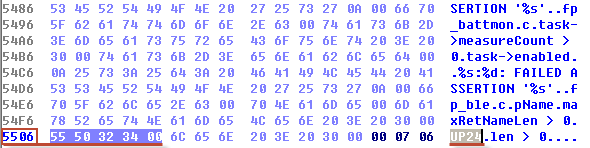 5486 53 45 52 54 49 4F 4E 20 27 25 73 27 0A 00 66 70 SERTION '%s'..fp
5496 5F 62 61 74 74 6D 6F 6E 2E 63 00 74 61 73 6B 2D _battmon.c.task-
54A6 3E 6D 65 61 73 75 72 65 43 6F 75 6E 74 20 3E 20 >measureCount >
54B6 30 00 74 61 73 6B 2D 3E 65 6E 61 62 6C 65 64 00 0.task->enabled.
54C6 0A 25 73 3A 25 64 3A 20 46 41 49 4C 45 44 20 41 .%s:%d: FAILED A
54D6 53 53 45 52 54 49 4F 4E 20 27 25 73 27 0A 00 66 SSERTION '%s'..f
54E6 70 5F 62 6C 65 2E 63 00 70 4E 61 6D 65 00 6D 61 p_ble.c.pName.ma
54F6 78 52 65 74 4E 61 6D 65 4C 65 6E 20 3E 20 30 00 xRetNameLen > 0.
5506 55 50 32 34 00 6C 65 6E 20 3E 20 30 00 00 07 06 UP24.len > 0....